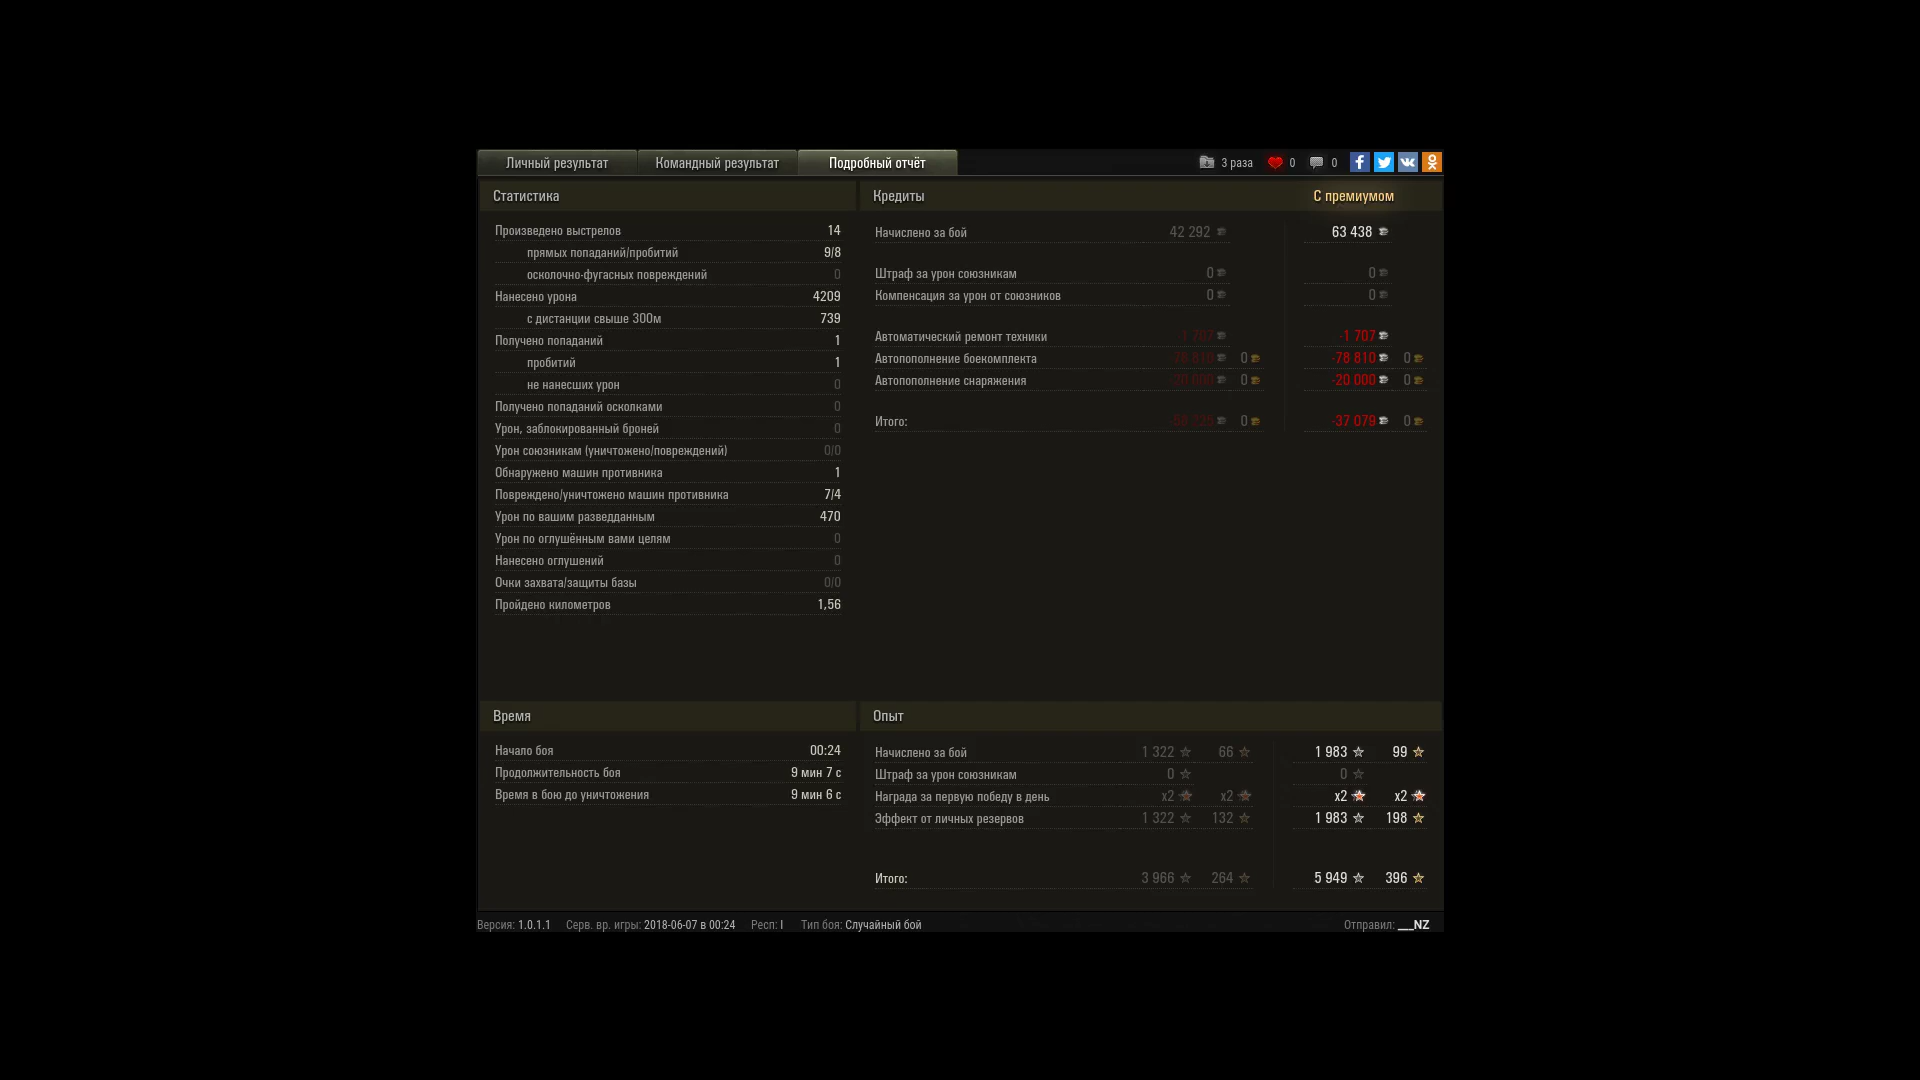 Личный результат Командный результат Подробный отчёт 3 раза 0 0
Статистика
Произведено выстрелов 14
прямых попаданий/пробитий 9/8
осколочно-фугасных повреждений 0
Нанесено урона 4209
с дистанции свыше 300м 739
Получено попаданий 1
пробитий 1
не нанесших урон 0
Получено попаданий осколками 0
Урон, заблокированный броней 0
Урон союзникам (уничтожено/повреждений) 0/0
Обнаружено машин противника 1
Повреждено/уничтожено машин противника 7/4
Урон по вашим разведданным 470
Урон по оглушённым вами целям 0
Нанесено оглушений 0
Очки захвата/защиты базы 0/0
Пройдено километров 1,56
Кредиты С премиумом
Начислено за бой 42 292 63 438
Штраф за урон союзникам 0 0
Компенсация за урон от союзников 0 0
Автоматический ремонт техники -1 707 -1 707
Автопополнение боекомплекта -78 810 0 -78 810 0
Автопополнение снаряжения -20 000 0 -20 000 0
Итого: 0 -37 079 0
Время
Начало боя 00:24
Продолжительность боя 9 мин 7 с
Время в бою до уничтожения 9 мин 6 с
Опыт
Начислено за бой 1 322 66 1 983 99
Штраф за урон союзникам 0 0
Награда за первую победу в день x2 x2 x2 x2
Эффект от личных резервов 1 322 132 1 983 198
Итого: 3 966 264 5 949 396
Версия: 1.0.1.1 Серв. вр. игры: 2018-06-07 в 00:24 Респ: I Тип боя: Случайный бой Отправил: ___NZ